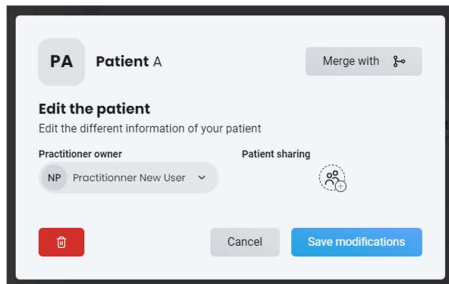 PA Patient A Merge with
Edit the patient
Edit the different information of your patient
Practitioner owner Patient sharing
NP Practitionner New User
Cancel Save modifications